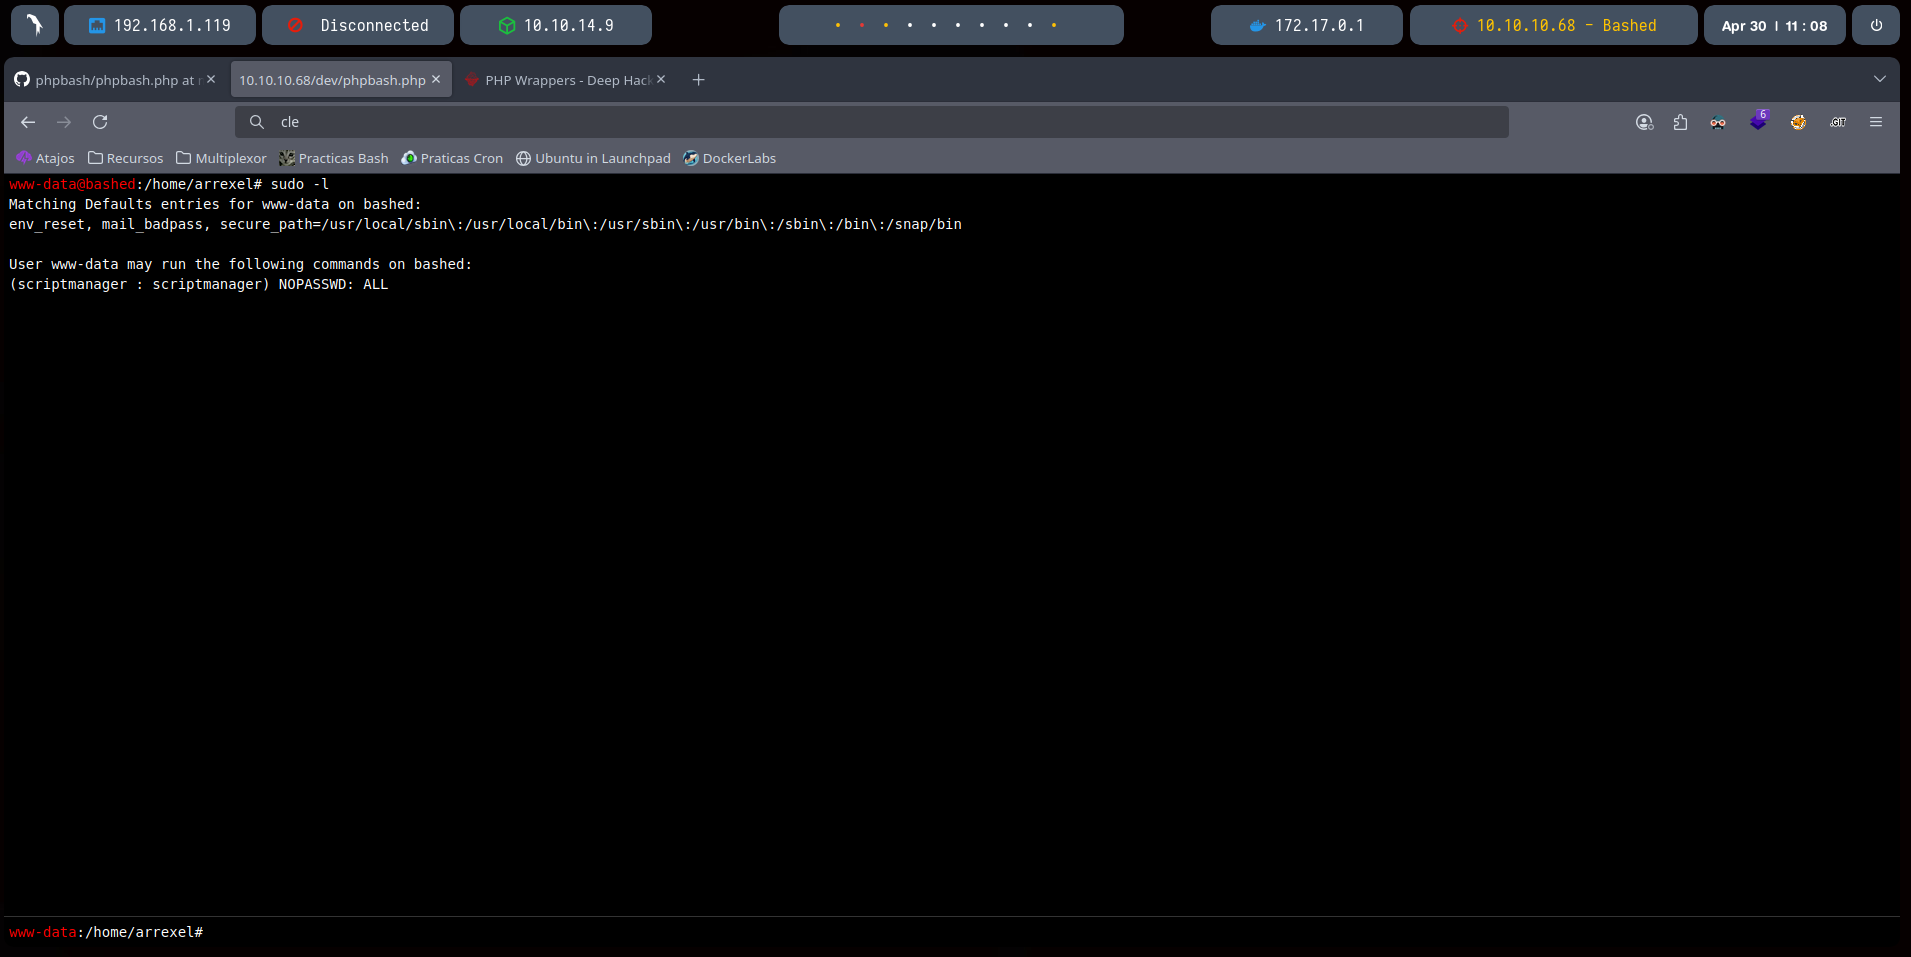 192.168.1.119 Disconnected 10.10.14.9 172.17.0.1 10.10.10.68 - Bashed Apr 30 | 11:08
phpbash/phpbash.php at 10.10.10.68/dev/phpbash.php PHP Wrappers - Deep Hack
cle 6 .GIT
Atajos Recursos Multiplexor Practicas Bash Praticas Cron Ubuntu in Launchpad DockerLabs
www-data@bashed:/home/arrexel# sudo -l
Matching Defaults entries for www-data on bashed:
env_reset, mail_badpass, secure_path=/usr/local/sbin\:/usr/local/bin\:/usr/sbin\:/usr/bin\:/sbin\:/bin\:/snap/bin
User www-data may run the following commands on bashed:
(scriptmanager : scriptmanager) NOPASSWD: ALL
www-data:/home/arrexel#